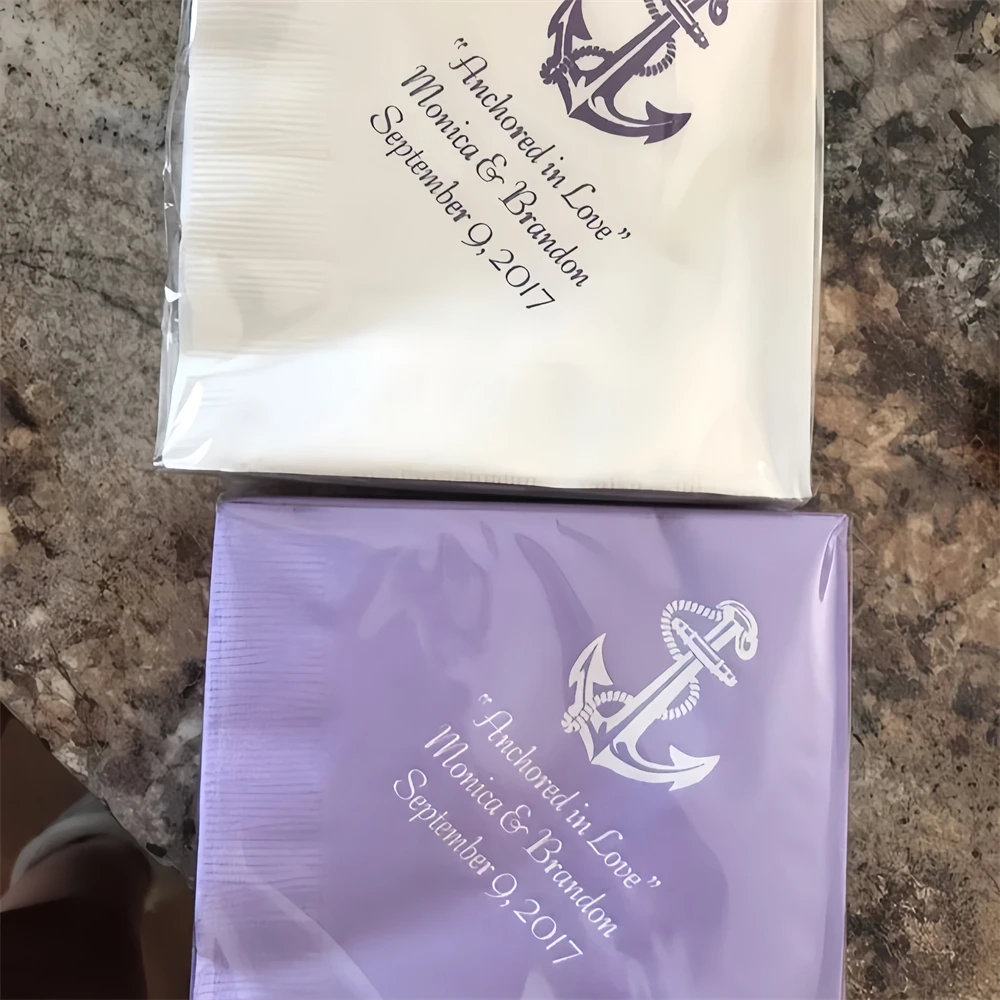 "Anchored in Love"
Monica & Brandon
September 9, 2017
"Anchored in Love"
Monica & Brandon
September 9, 2017